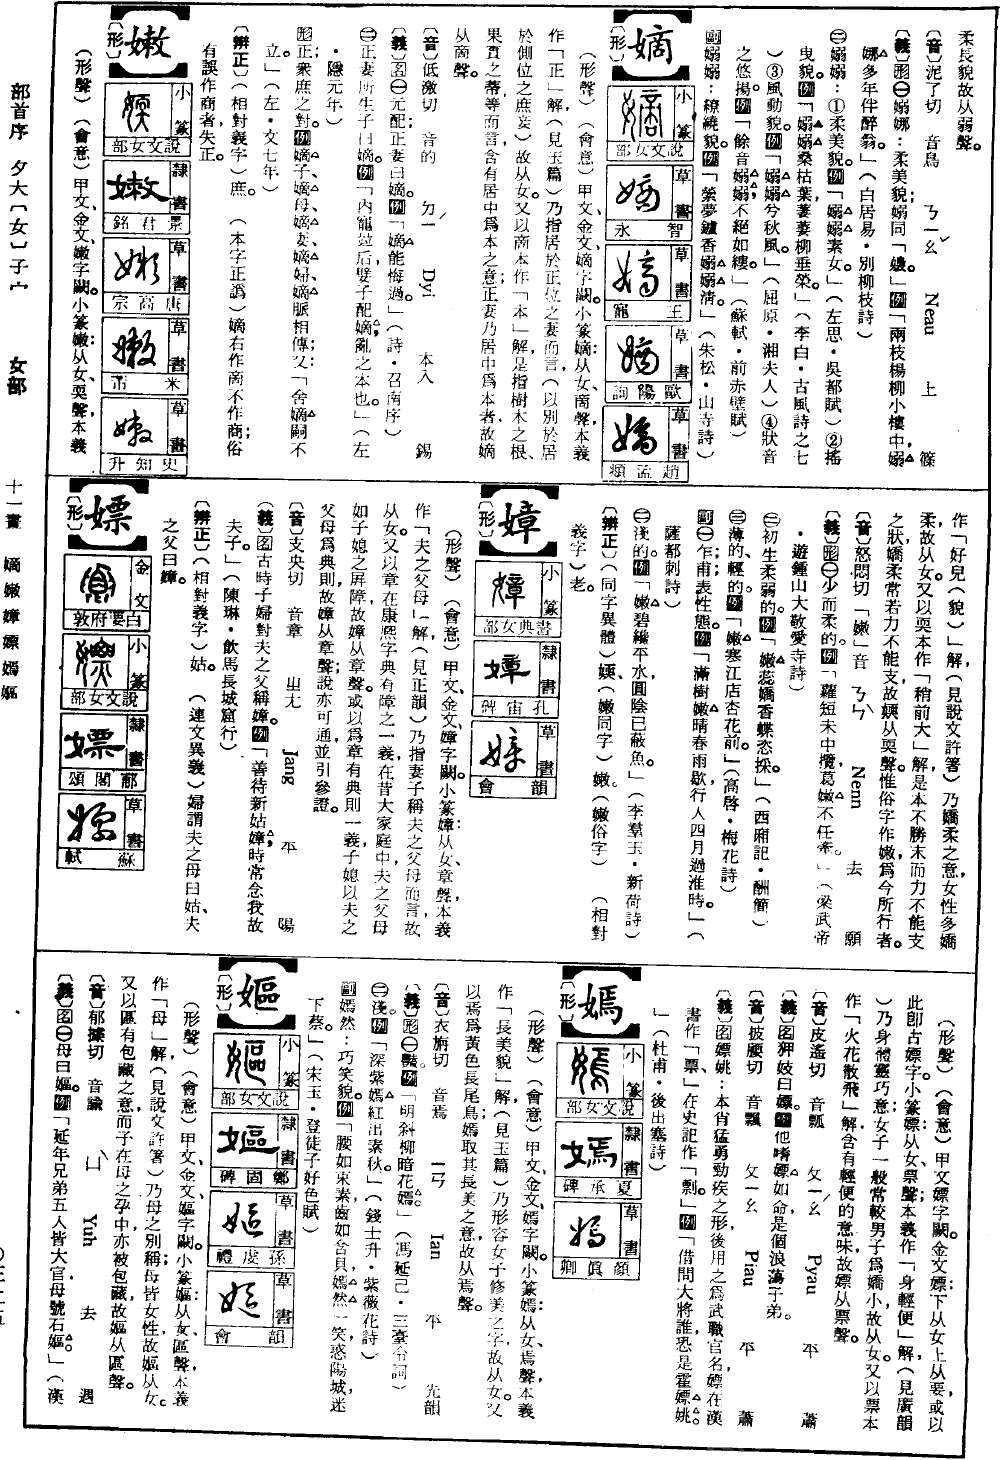 柔長貌故从弱聲。
〔音〕泥了切 音鳥 ㄋㄧㄠˇ Neau 上 篠
〔義〕形㊀嫋娜：柔美貌；嫋同「嬝。」例「兩枝楊柳小樓中，嫋
娜多年伴醉翁。」（白居易・別柳枝詩）
㊁嫋嫋：①柔美貌。例「嫋嫋素女。」（左思・吳都賦）②搖
曳貌。例「嫋嫋桑枯葉，萋萋柳垂榮。」（李白・古風詩之七
）③風動貌。例「嫋嫋兮秋風。」（屈原・湘夫人）④狀音
之悠揚。例「餘音嫋嫋，不絕如縷。」（蘇軾・前赤壁賦）
副嫋嫋：繚繞貌。例「縈夢鑪香嫋嫋淸。」（朱松・山寺詩）
嫡
〔形〕
小篆
說文女部
草書
智永
草書
王寵
草書
歐陽詢
草書
趙孟頫
（形聲）（會意）甲文、金文嫡字闕。小篆嫡：从女、啇聲，本義
作「正」解（見玉篇）乃指居於正位之妻而言（以別於居
於側位之庶妾）故从女。又以啇本作「本」解，是指樹木之根、
果實之蒂等而言，含有居中爲本之意；正妻乃居中爲本者，故嫡
从啇聲。
〔音〕低激切 音的 ㄉㄧ Dyi 本入 錫
〔義〕名㊀元配正妻曰嫡。例「嫡能悔過。」（詩・召南序）
㊁正妻所生子曰嫡。例「內寵竝后，嬖子配嫡，亂之本也。」（左
・隱元年）
形正；衆庶之對。例嫡子、嫡母、嫡妻、嫡婦、嫡脈相傳；又「舍嫡嗣不
立。」（左・文七年）
〔辨正〕（相對義字）庶。（本字正譌）嫡右作啇不作商；俗
有誤作商者，失正。
嫩
〔形〕
小篆
說文女部
隸書
景君銘
草書
唐高宗
草書
米芾
草書
史知升
（形聲）（會意）甲文、金文嫩字闕。小篆嫩：从女、耎聲，本義
作「好皃（貌）」解，（見說文許箸）乃嬌柔之意，女性多嬌
柔，故从女。又以耎本作「稍前大」解，是本不勝末而力不能支
之狀，嬌柔常若力不能支，故媆从耎聲。惟俗字作嫩，爲今所行者。
〔音〕怒悶切 「嫩」音 ㄋㄣˋ Nenn 去 願
〔義〕形㊀少而柔的。例「蘿短未中攬，葛嫩不任牽。」（梁武帝
・遊鍾山大敬愛寺詩）
㊁初生柔弱的。例「嫩蕊嬌香蝶恣採。」（西廂記・酬簡）
㊂薄的、輕的。例「嫩寒江店杏花前。」（高啓・梅花詩）
副㊀乍；甫：表性態。例「滿樹嫩晴春雨歇，行人四月過淮時。」（
薩都刺詩）
㊁淺的。例「嫩碧纔平水，圓陰已蔽魚。」（李羣玉・新荷詩）
〔辨正〕（同字異體）媆、（嫩同字）嫰（嫩俗字）（相對
義字）老。
嫜
〔形〕
小篆
書典女部
隸書
孔宙碑
草書
韻會
（形聲）（會意）甲文、金文嫜字闕。小篆嫜：从女、章聲，本義
作「夫之父母」解，（見正韻）乃指妻子稱夫之父母而言，故
从女。又以章在康熙字典有障之一義，在昔大家庭中，夫之父母
如子媳之屏障，故嫜从章聲。或以爲章有典則一義，子媳以夫之
父母爲典則，故嫜从章聲；說亦可通，並引參證。
〔音〕支央切 音章 ㄓㄤ Jang 平 陽
〔義〕名古時子婦對夫之父稱嫜。例「善待新姑嫜，時常念我故
夫子。」（陳琳・飲馬長城窟行）
〔辨正〕（相對義字）姑。（連文異義）婦謂夫之母曰姑、夫
之父曰嫜。
嫖
〔形〕
金文
小篆
說文女部
隸書
郙閣頌
草書
蘇軾
（形聲）（會意）甲文嫖字闕。金文嫖：下从女，上从要，或以
此卽古嫖字。小篆嫖：从女，票聲；本義作「身輕便」解（見廣韻
）乃身體靈巧意；女子一般常較男子爲嬌小，故从女。又以票本
作「火花散飛」解，含有輕便的意味，故嫖从票聲。
〔音〕皮遙切 音瓢 ㄆㄧㄠˊ Pyau 平 蕭
〔義〕名狎妓曰嫖。例他嗜嫖如命，是個浪蕩子弟。
〔音〕披腰切 音飄 ㄆㄧㄠ Piau 平 蕭
〔義〕名嫖姚：本肖猛勇勁疾之形，後用之爲武職官名，嫖在漢
書作「票」，在史記作「剽」。例「借問大將誰，恐是霍嫖姚。
」（杜甫・後出塞詩）
嫣
〔形〕
小篆
說文女部
隸書
夏承碑
草書
顏眞卿
（形聲）（會意）甲文、金文嫣字闕。小篆嫣从女、焉聲，本義
作「長美貌」解（見玉篇）乃形容女子修美之字，故从女。又
以焉爲黃色長尾鳥，嫣取其長美之意，故从焉聲。
〔音〕衣旃切 音焉 ㄧㄢ Ian 平 先韻
〔義〕形㊀豔。例「明斜柳暗花嫣。」（馮延己・三臺令詞）
㊁淺。例「深紫嫣紅出素秋。」（錢士升・紫薇花詩）
副嫣然：巧笑貌。例「腰如束素，齒如含貝，嫣然一笑，惑陽城，迷
下蔡。」（宋玉・登徒子好色賦）
嫗
〔形〕
小篆
說文女部
隸書
鄭固碑
草書
孫虔禮
草書
韻會
（形聲）（會意）甲文、金文嫗字闕。小篆嫗：从女、區聲，本義
作「母」解，（見說文許箸）乃母之別稱；母皆女性，故嫗从女。
又以區有包藏之意，而子在母之孕中，亦被包藏，故嫗从區聲。
〔音〕郁據切 音諭 ㄩˋ Yuh 去 遇
〔義〕名㊀母曰嫗。例「延年兄弟五人皆大官，母號石嫗。」（漢
部首序 夕大〔女〕子宀 女部 十一畫 嫡嫩嫜嫖嫣嫗